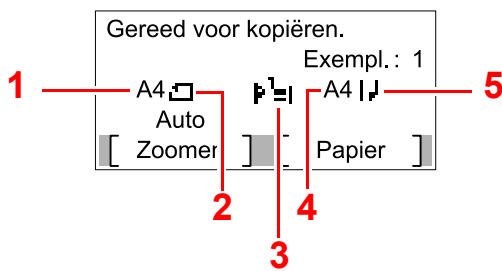 Gereed voor kopiëren.
Exempl.: 1
1 A4 A4 5
Auto
[ Zoomen ] [ Papier ]
2 4
3